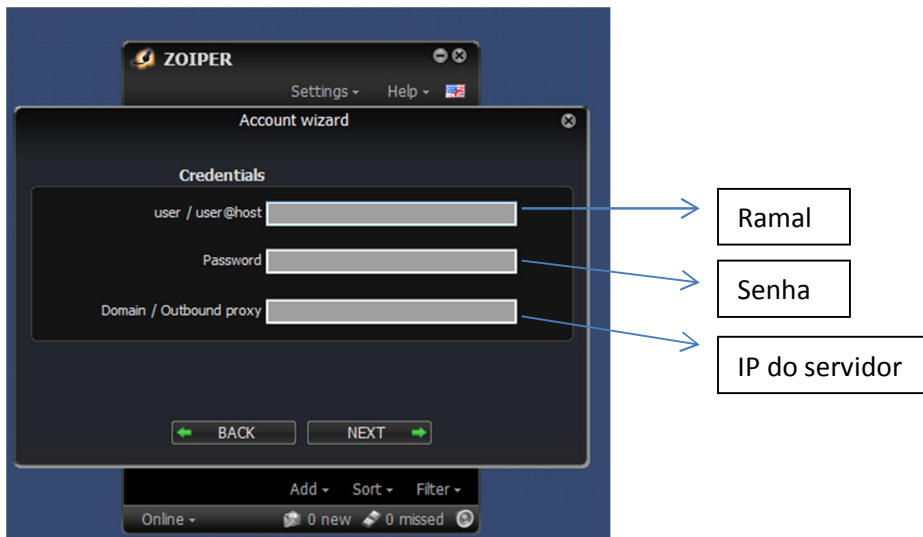 ZOIPER
Settings Help
Account wizard
Credentials
user / user@host
Ramal
Password
Senha
Domain / Outbound proxy
IP do servidor
BACK NEXT
Add Sort Filter
Online 0 new 0 missed